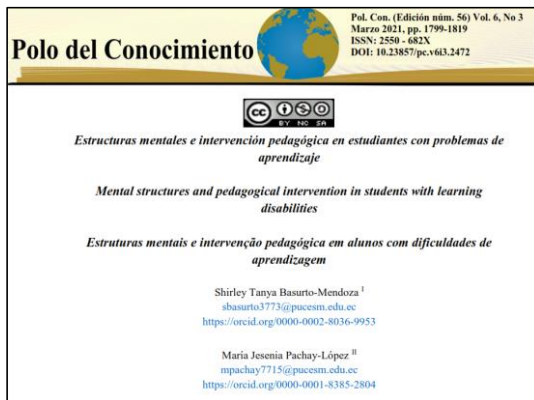 Polo del Conocimiento
Pol. Con. (Edición núm. 56) Vol. 6, No 3
Marzo 2021, pp. 1799-1819
ISSN: 2550 - 682X
DOI: 10.23857/pc.v6i3.2472
cc
BY NC SA
Estructuras mentales e intervención pedagógica en estudiantes con problemas de
aprendizaje
Mental structures and pedagogical intervention in students with learning
disabilities
Estruturas mentais e intervenção pedagógica em alunos com dificuldades de
aprendizagem
Shirley Tanya Basurto-Mendoza I
sbasurto3773@pucesm.edu.ec
https://orcid.org/0000-0002-8036-9953
María Jesenia Pachay-López II
mpachay7715@pucesm.edu.ec
https://orcid.org/0000-0001-8385-2804